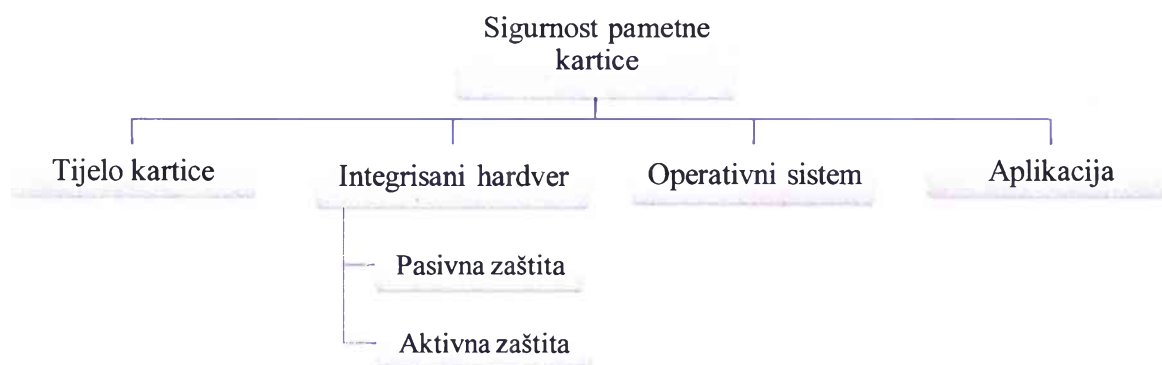 Sigurnost pametne
kartice
Tijelo kartice
Integrisani hardver
Operativni sistem
Aplikacija
Pasivna zaštita
Aktivna zaštita